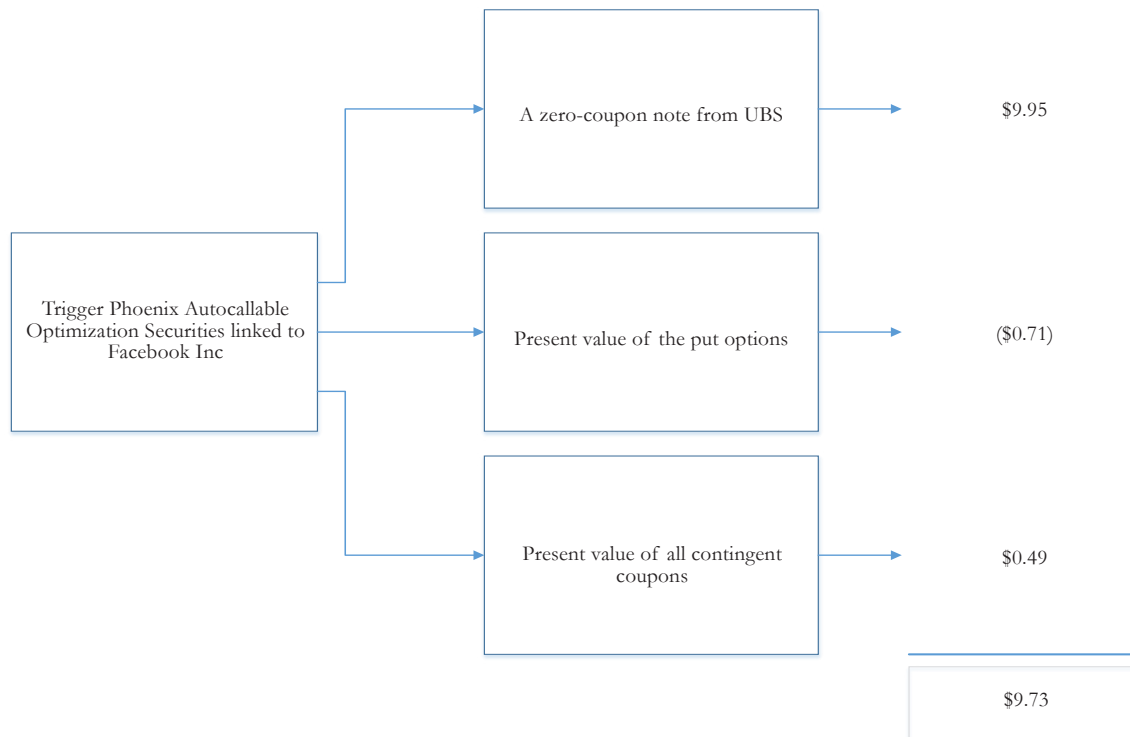 A zero-coupon note from UBS
$9.95
Trigger Phoenix Autocallable
Optimization Securities linked to
Facebook Inc
Present value of the put options
($0.71)
Present value of all contingent
coupons
$0.49
$9.73